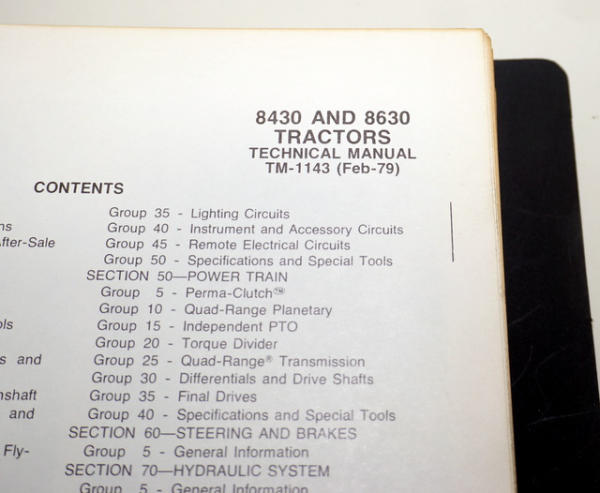 8430 AND 8630
TRACTORS
TECHNICAL MANUAL
TM-1143 (Feb-79)
CONTENTS
ns
After-Sale
ols
s and
nshaft
and
Fly-
Group 35 - Lighting Circuits
Group 40 - Instrument and Accessory Circuits
Group 45 - Remote Electrical Circuits
Group 50 - Specifications and Special Tools
SECTION 50—POWER TRAIN
Group 5 - Perma-Clutch™
Group 10 - Quad-Range Planetary
Group 15 - Independent PTO
Group 20 - Torque Divider
Group 25 - Quad-Range® Transmission
Group 30 - Differentials and Drive Shafts
Group 35 - Final Drives
Group 40 - Specifications and Special Tools
SECTION 60—STEERING AND BRAKES
Group 5 - General Information
SECTION 70—HYDRAULIC SYSTEM
Group 5 - General Information